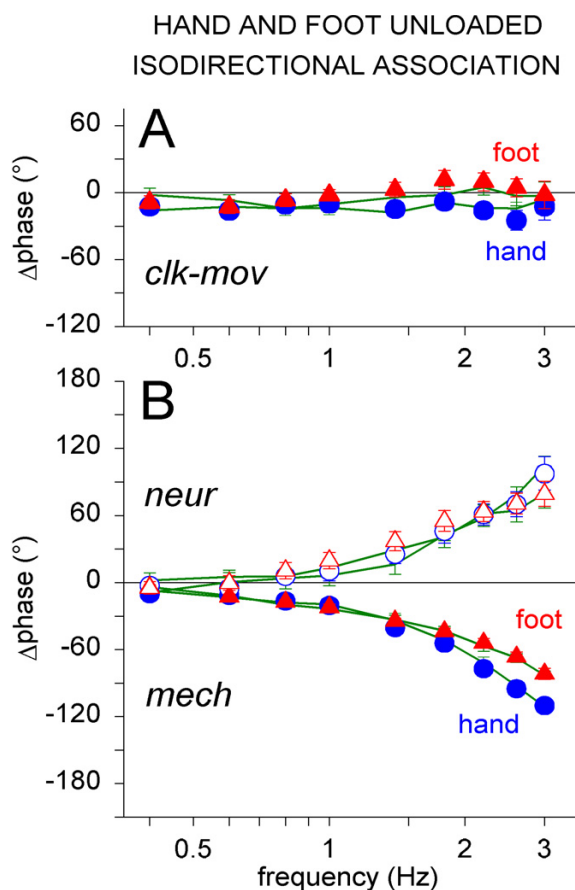 HAND AND FOOT UNLOADED
ISODIRECTIONAL ASSOCIATION
A
60
0
-60
-120
Δphase (°)
foot
hand
clk-mov
0.5 1 2 3
B
180
120
60
0
-60
-120
-180
Δphase (°)
neur
foot
mech
hand
0.5 1 2 3
frequency (Hz)